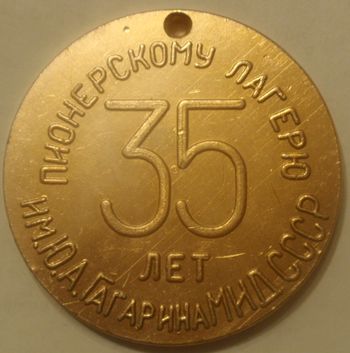 ПИОНЕРСКОМУ ЛАГЕРЮ
35
ЛЕТ
ИМ.Ю.А.ГАГАРИНА МИД.СССР